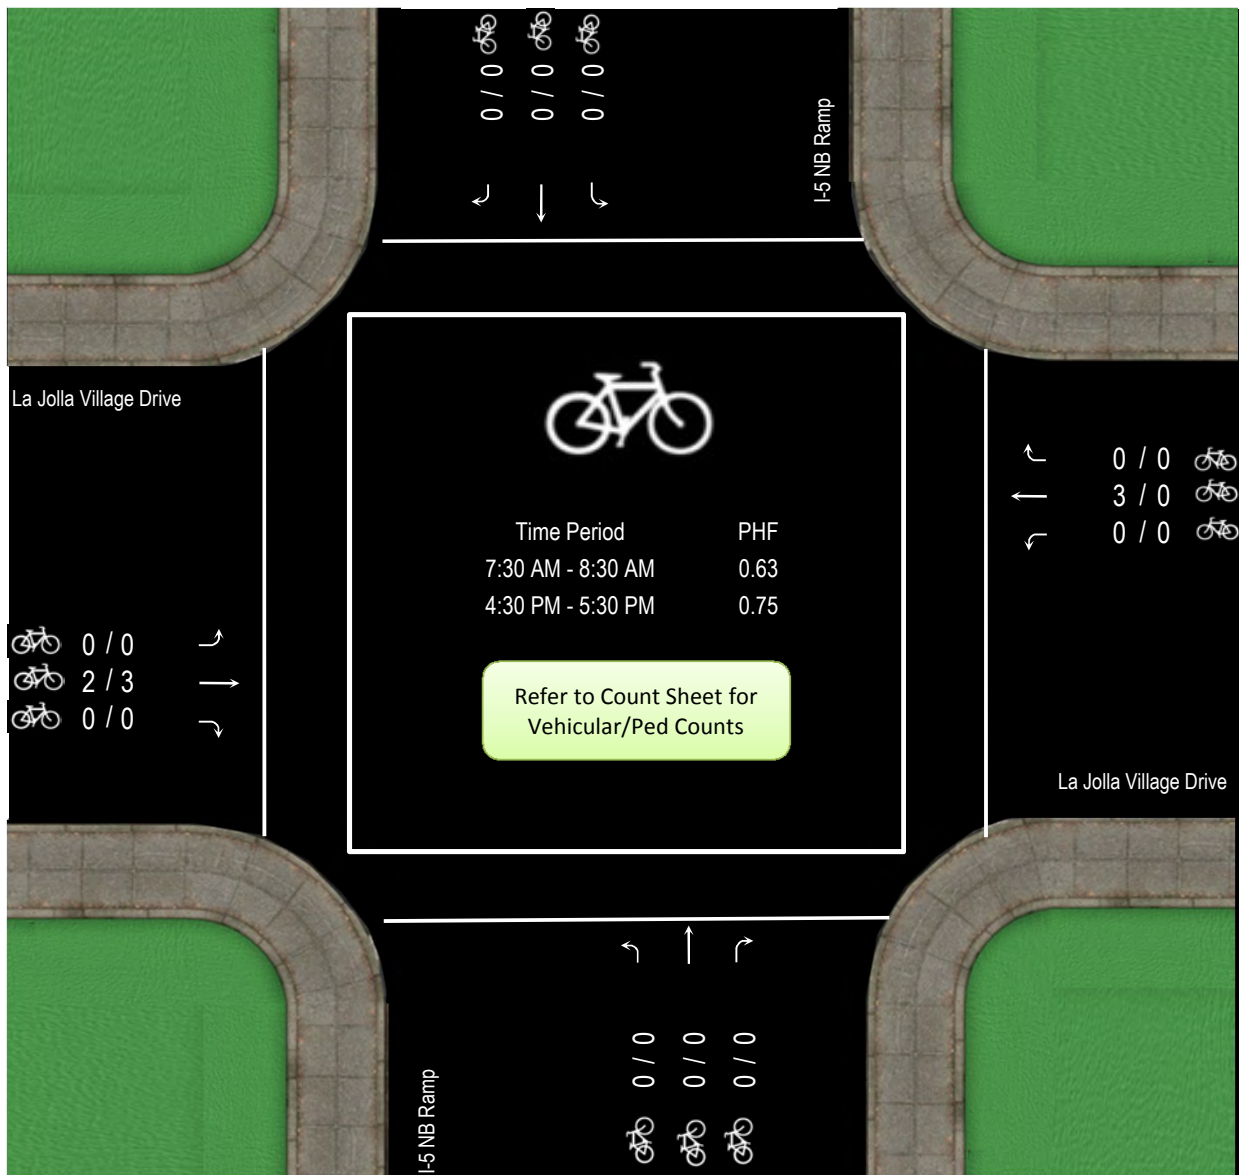 0 / 0
0 / 0
0 / 0
I-5 NB Ramp
La Jolla Village Drive
0 / 0
3 / 0
0 / 0
Time Period PHF
7:30 AM - 8:30 AM 0.63
4:30 PM - 5:30 PM 0.75
0 / 0
2 / 3
0 / 0
Refer to Count Sheet for
Vehicular/Ped Counts
La Jolla Village Drive
0 / 0
0 / 0
0 / 0
I-5 NB Ramp